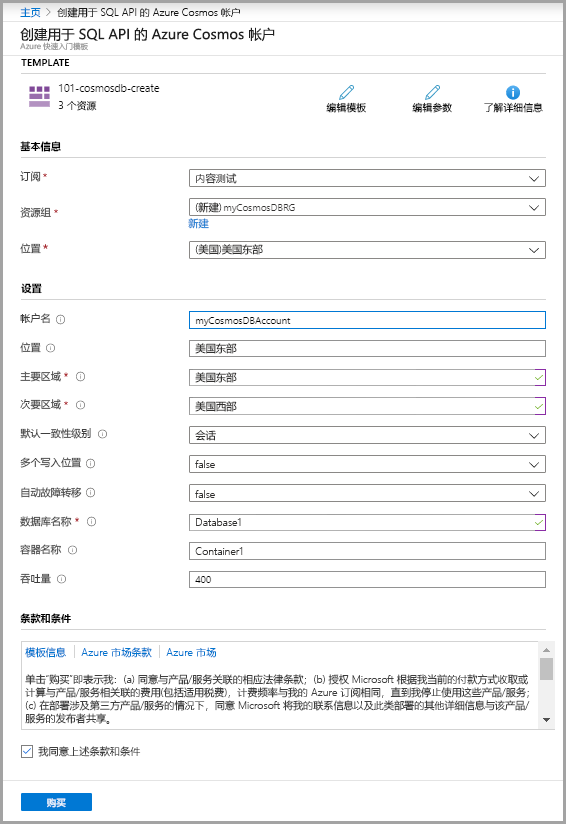 主页 > 创建用于 SQL API 的 Azure Cosmos 帐户
创建用于 SQL API 的 Azure Cosmos 帐户
Azure 快速入门模板
TEMPLATE
101-cosmosdb-create
3 个资源
编辑模板 编辑参数 了解详细信息
基本信息
订阅 * 内容测试
资源组 * (新建) myCosmosDBRG
新建
位置 * (美国)美国东部
设置
帐户名 myCosmosDBAccount
位置 美国东部
主要区域 * 美国东部
次要区域 * 美国西部
默认一致性级别 会话
多个写入位置 false
自动故障转移 false
数据库名称 * Database1
容器名称 Container1
吞吐量 400
条款和条件
模板信息 | Azure 市场条款 | Azure 市场
单击“购买”即表示我：(a) 同意与产品/服务关联的相应法律条款；(b) 授权 Microsoft 根据我当前的付款方式收取或
计算与产品/服务相关联的费用(包括适用税费)，计费频率与我的 Azure 订阅相同，直到我停止使用这些产品/服务；
(c) 在部署涉及第三方产品/服务的情况下，同意 Microsoft 将我的联系信息以及此类部署的其他详细信息与该产品/
服务的发布者共享。
我同意上述条款和条件
购买